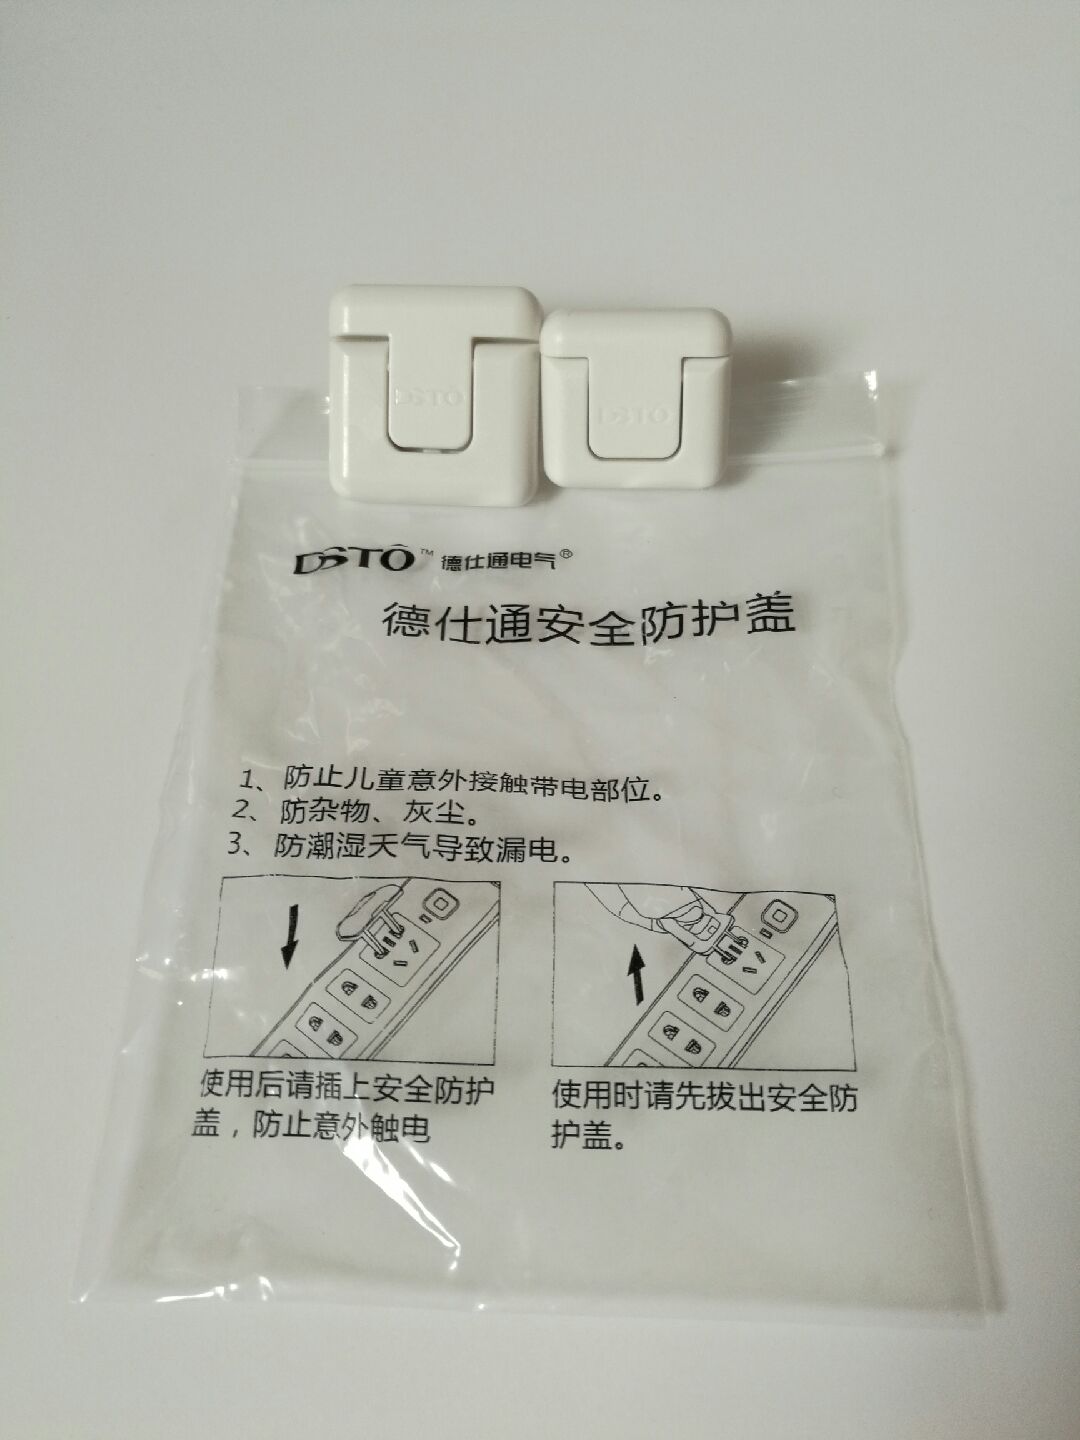 DSTO
DSTO
DSTÔ™ 德仕通电气®
德仕通安全防护盖
1、防止儿童意外接触带电部位。
2、防杂物、灰尘。
3、防潮湿天气导致漏电。
使用后请插上安全防护
盖，防止意外触电
使用时请先拔出安全防
护盖。